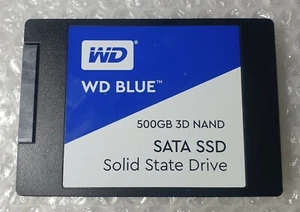 WD
WD BLUE™
500GB 3D NAND
SATA SSD
Solid State Drive